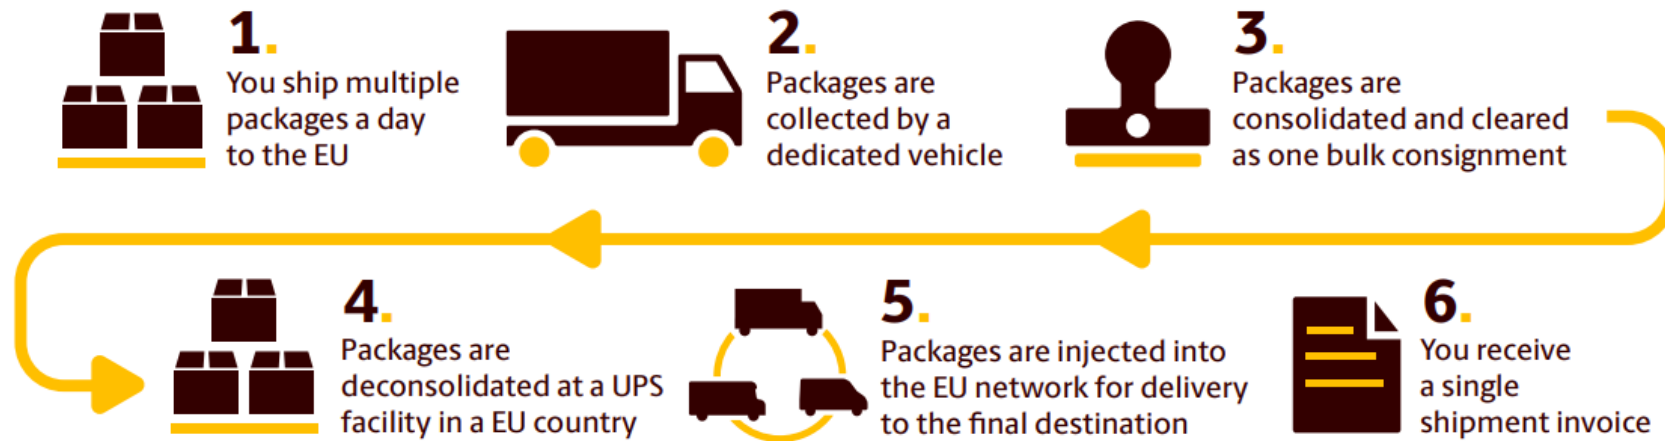 1.
You ship multiple
packages a day
to the EU
2.
Packages are
collected by a
dedicated vehicle
3.
Packages are
consolidated and cleared
as one bulk consignment
4.
Packages are
deconsolidated at a UPS
facility in a EU country
5.
Packages are injected into
the EU network for delivery
to the final destination
6.
You receive
a single
shipment invoice